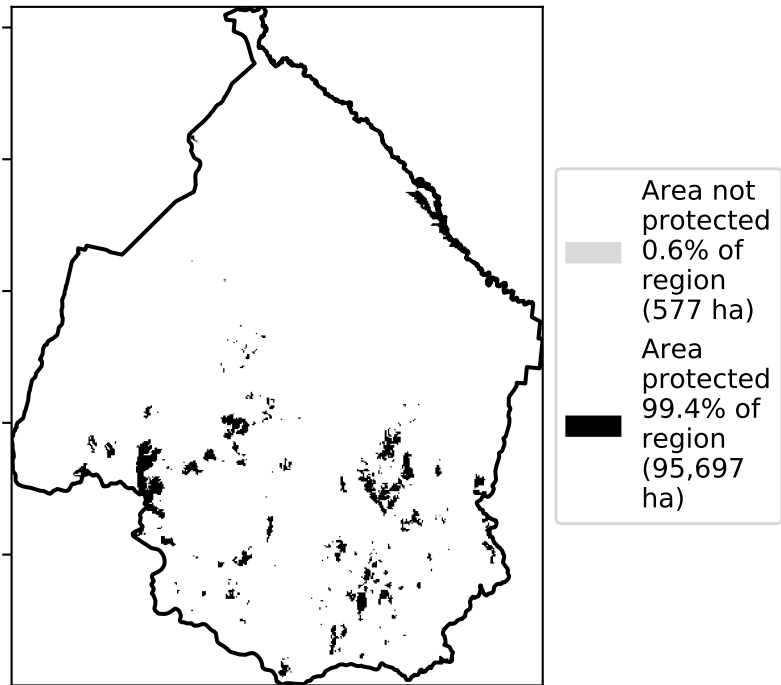 Area not
protected
0.6% of
region
(577 ha)
Area
protected
99.4% of
region
(95,697
ha)